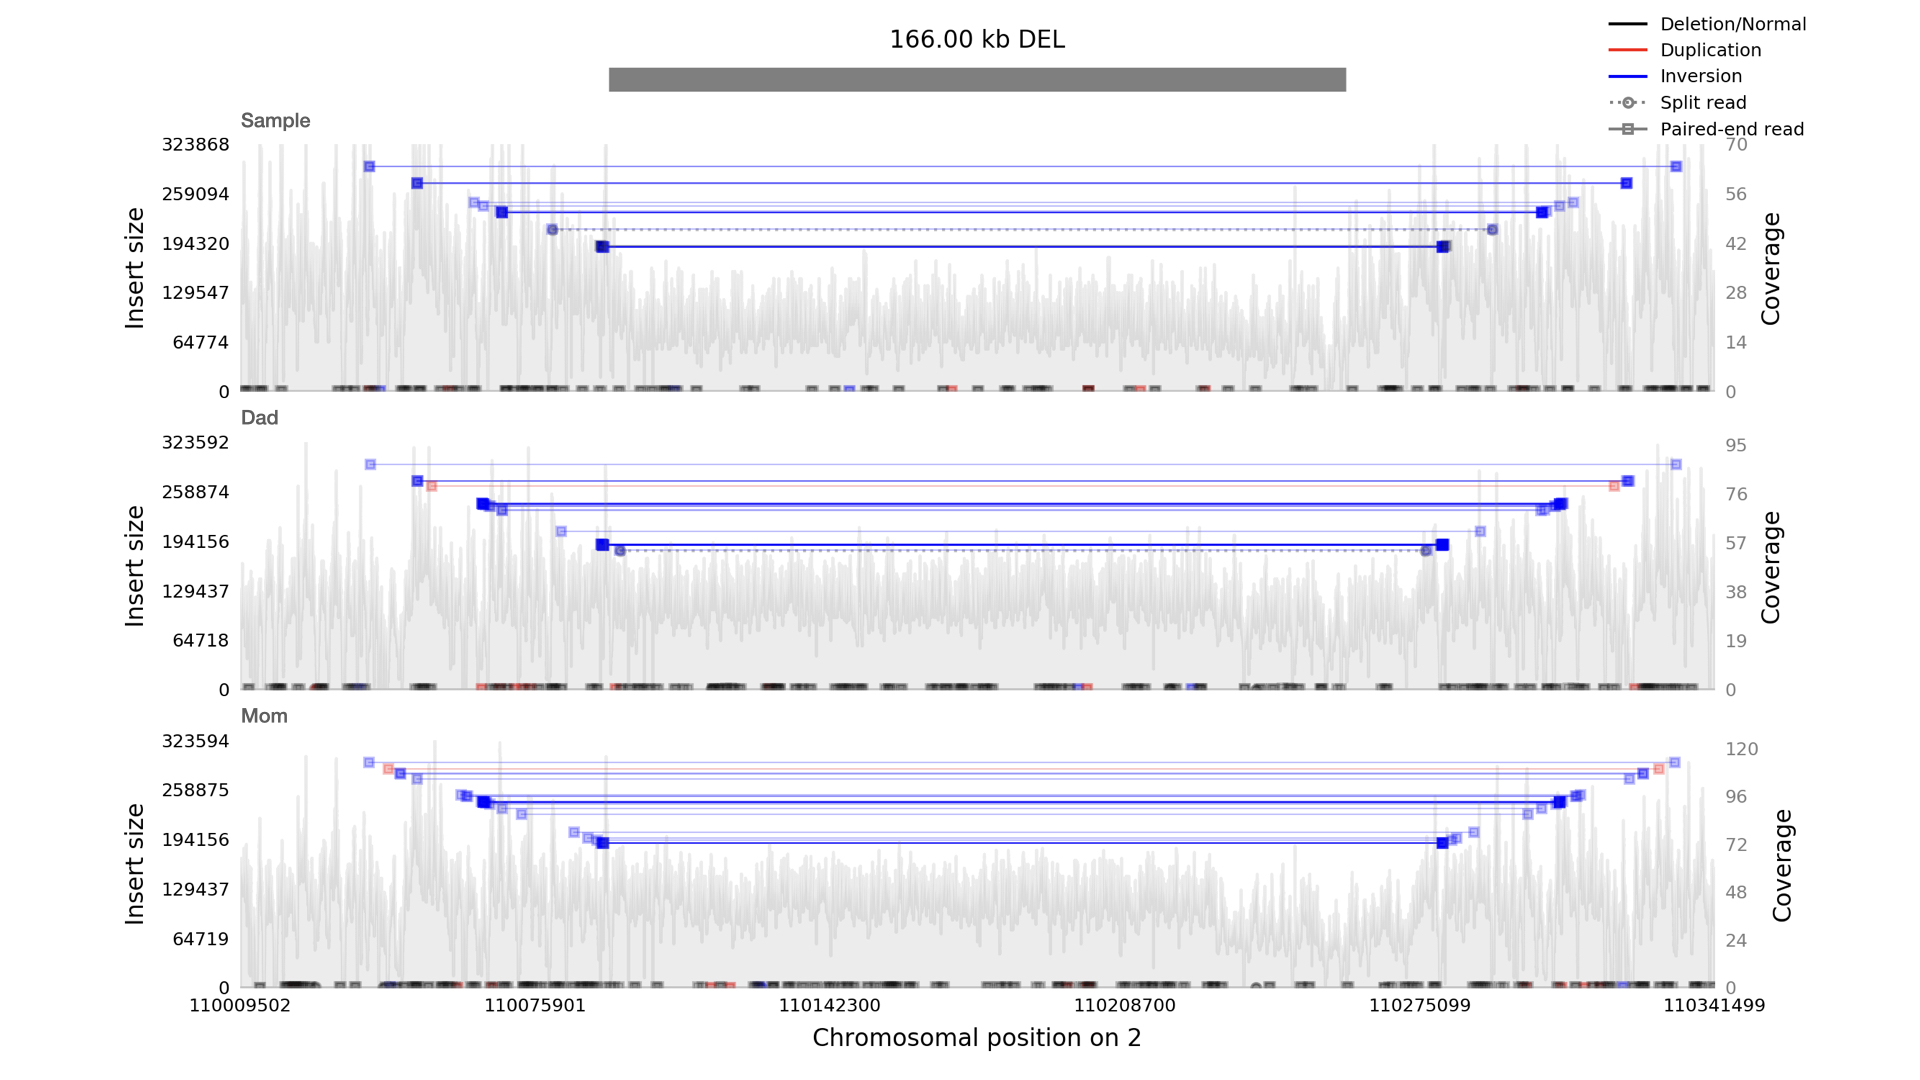 166.00 kb DEL
Deletion/Normal
Duplication
Inversion
Split read
Paired-end read
Sample
323868
259094
194320
129547
64774
0
Insert size
70
56
42
28
14
0
Coverage
Dad
323592
258874
194156
129437
64718
0
Insert size
95
76
57
38
19
0
Coverage
Mom
323594
258875
194156
129437
64719
0
Insert size
120
96
72
48
24
0
Coverage
110009502 110075901 110142300 110208700 110275099 110341499
Chromosomal position on 2